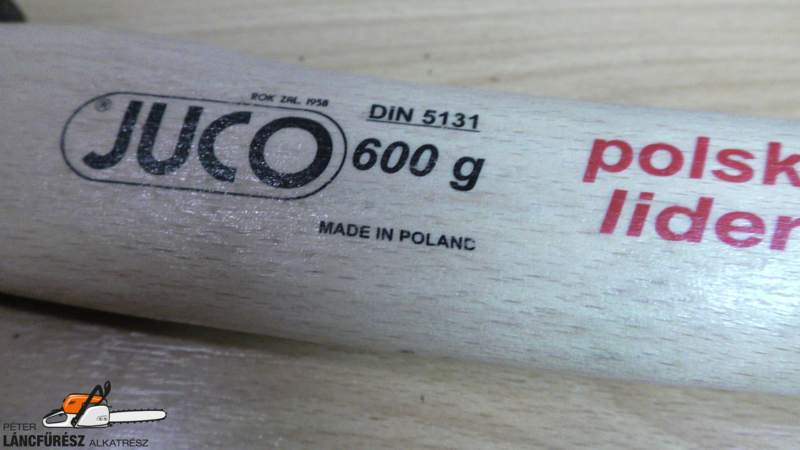 ROK ZAŁ. 1958
® JUCO
DiN 5131
600 g
MADE IN POLAND
polsk
lider
PÉTER
LÁNCFŰRÉSZ ALKATRÉSZ